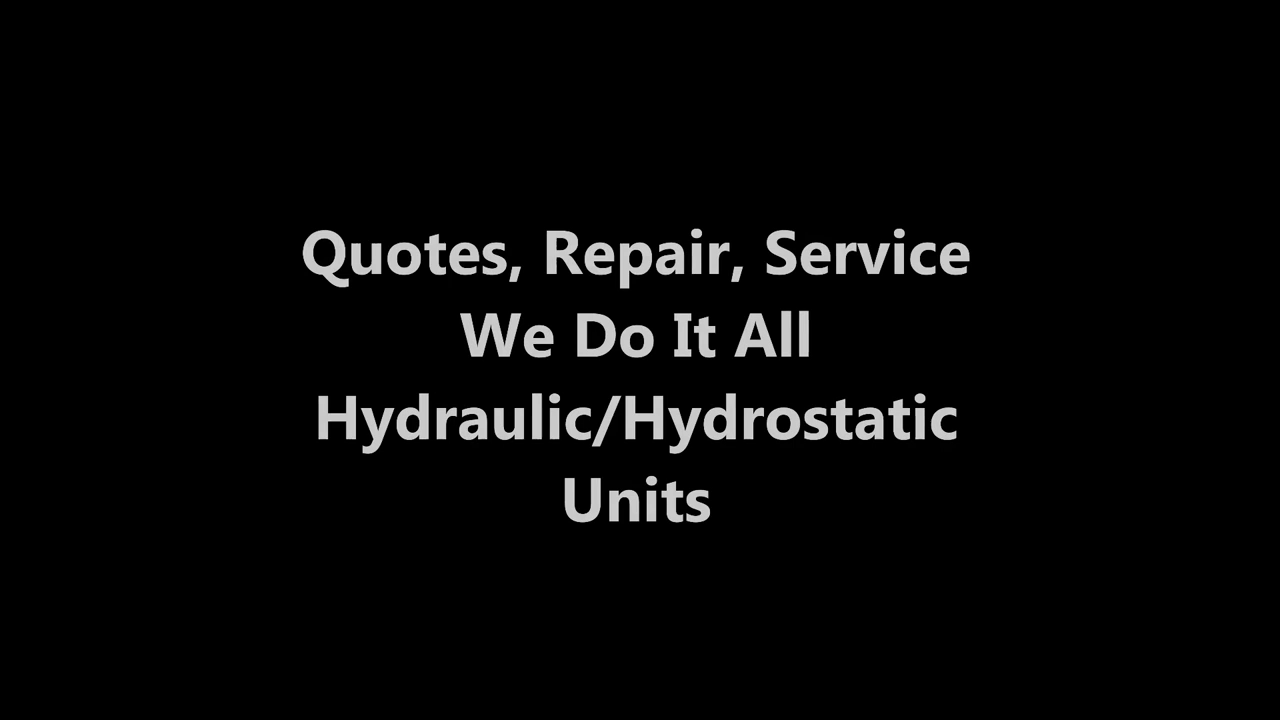 Quotes, Repair, Service
We Do It All
Hydraulic/Hydrostatic
Units